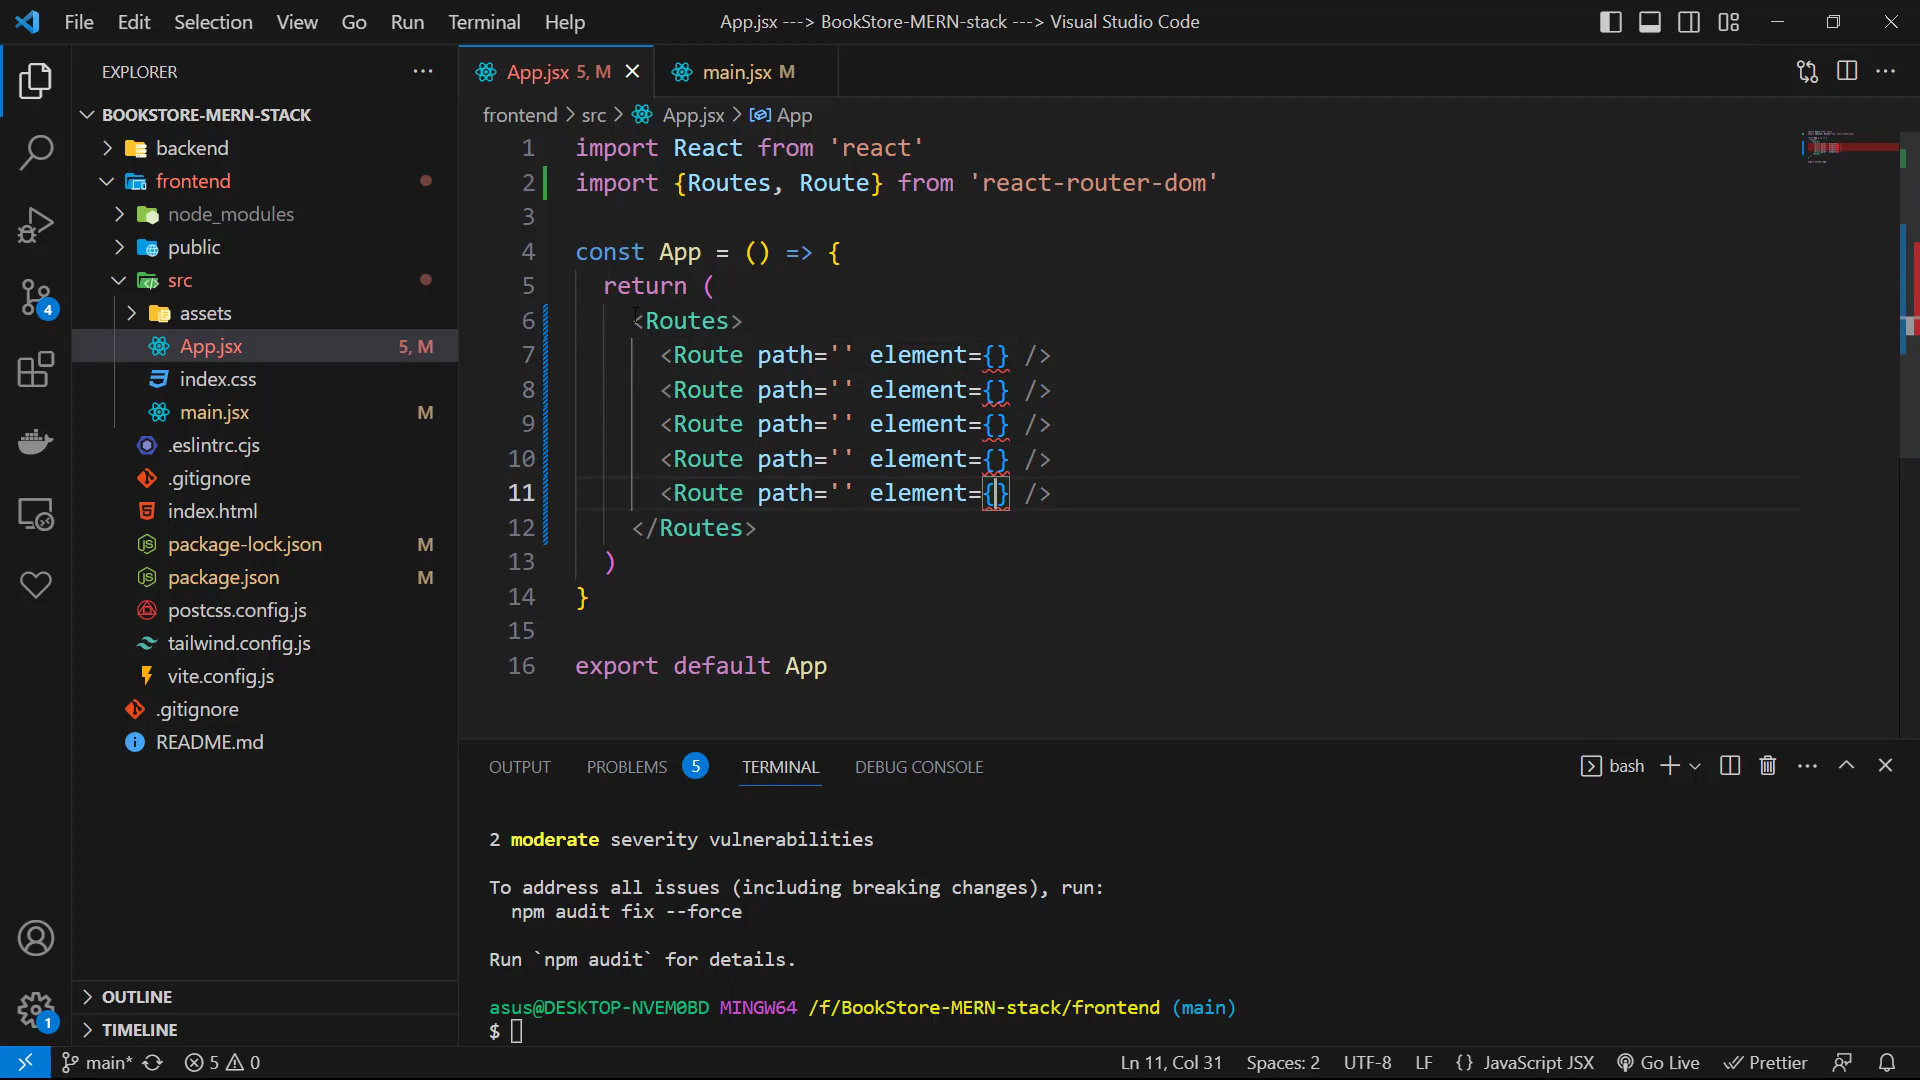 File Edit Selection View Go Run Terminal Help
App.jsx ---> BookStore-MERN-stack ---> Visual Studio Code
EXPLORER
App.jsx 5, M
main.jsx M
BOOKSTORE-MERN-STACK
frontend > src > App.jsx > App
backend
frontend
node_modules
public
src
assets
App.jsx 5, M
index.css
main.jsx M
.eslintrc.cjs
.gitignore
index.html
package-lock.json M
package.json M
postcss.config.js
tailwind.config.js
vite.config.js
.gitignore
README.md
OUTLINE
TIMELINE
4
1
1 import React from 'react'
2 import {Routes, Route} from 'react-router-dom'
3
4 const App = () => {
5 return (
6 <Routes>
7 <Route path='' element={} />
8 <Route path='' element={} />
9 <Route path='' element={} />
10 <Route path='' element={} />
11 <Route path='' element={} />
12 </Routes>
13 )
14 }
15
16 export default App
OUTPUT PROBLEMS 5 TERMINAL DEBUG CONSOLE
bash
2 moderate severity vulnerabilities
To address all issues (including breaking changes), run:
npm audit fix --force
Run `npm audit` for details.
asus@DESKTOP-NVEM0BD MINGW64 /f/BookStore-MERN-stack/frontend (main)
$
main* 5 0 Ln 11, Col 31 Spaces: 2 UTF-8 LF {} JavaScript JSX Go Live Prettier